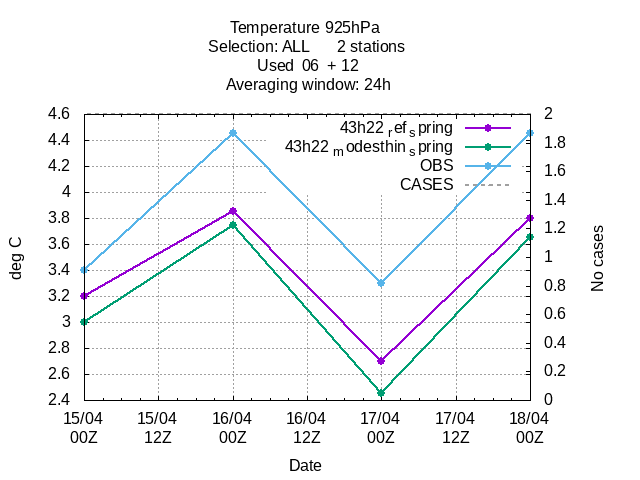 Temperature 925hPa
Selection: ALL      2 stations
Used  06  + 12
Averaging window: 24h
4.6
4.4
4.2
4
3.8
3.6
3.4
3.2
3
2.8
2.6
2.4
deg C
43h22 refspring
43h22 modesthinspring
OBS
CASES
2
1.8
1.6
1.4
1.2
1
0.8
0.6
0.4
0.2
0
No cases
15/04 15/04 16/04 16/04 17/04 17/04 18/04
00Z 12Z 00Z 12Z 00Z 12Z 00Z
Date